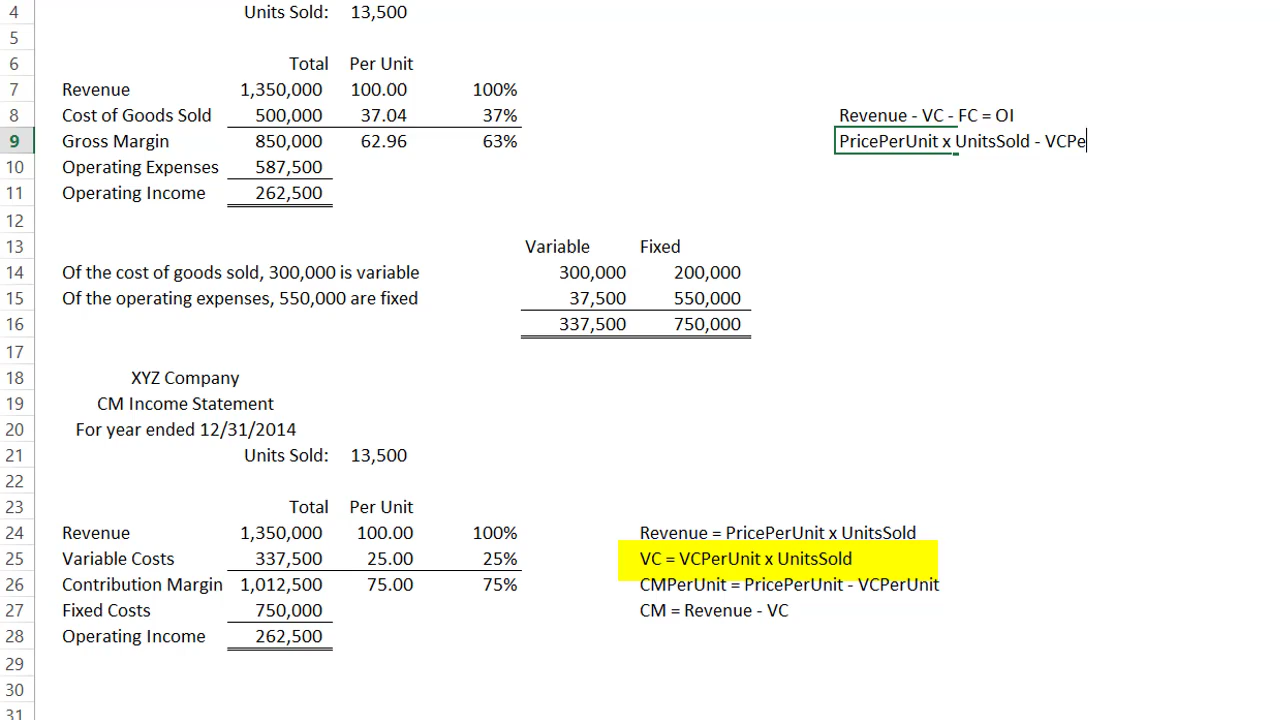 4 Units Sold: 13,500
5
6 Total Per Unit
7 Revenue 1,350,000 100.00 100%
8 Cost of Goods Sold 500,000 37.04 37% Revenue - VC - FC = OI
9 Gross Margin 850,000 62.96 63% PricePerUnit x UnitsSold - VCPe
10 Operating Expenses 587,500
11 Operating Income 262,500
12
13 Variable Fixed
14 Of the cost of goods sold, 300,000 is variable 300,000 200,000
15 Of the operating expenses, 550,000 are fixed 37,500 550,000
16 337,500 750,000
17
18 XYZ Company
19 CM Income Statement
20 For year ended 12/31/2014
21 Units Sold: 13,500
22
23 Total Per Unit
24 Revenue 1,350,000 100.00 100% Revenue = PricePerUnit x UnitsSold
25 Variable Costs 337,500 25.00 25% VC = VCPerUnit x UnitsSold
26 Contribution Margin 1,012,500 75.00 75% CMPerUnit = PricePerUnit - VCPerUnit
27 Fixed Costs 750,000 CM = Revenue - VC
28 Operating Income 262,500
29
30
31